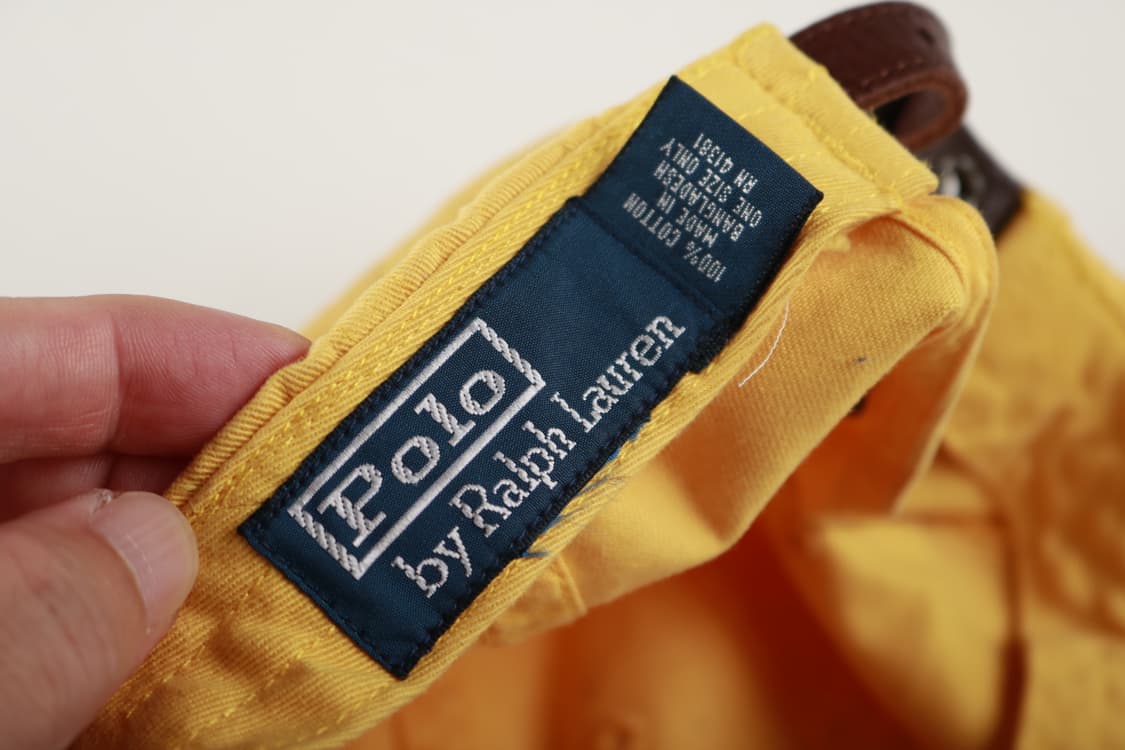 Polo
by Ralph Lauren
100% COTTON
MADE IN
BANGLADESH
ONE SIZE ONLY
RN 41381